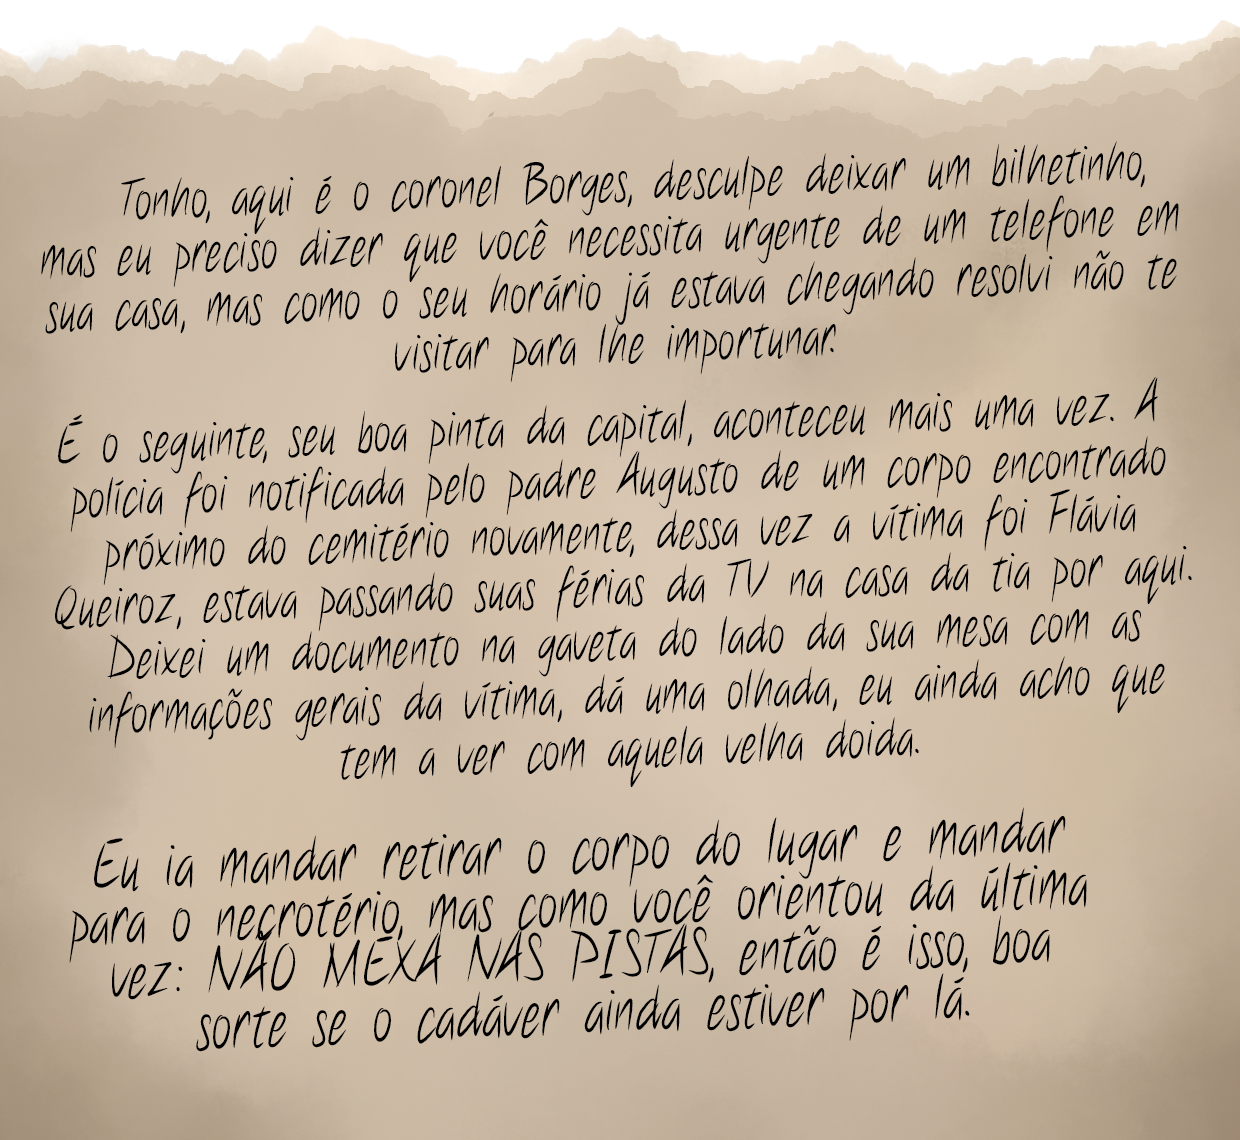 Tonho, aqui é o coronel Borges, desculpe deixar um bilhetinho,
mas eu preciso dizer que você necessita urgente de um telefone em
sua casa, mas como o seu horário já estava chegando resolvi não te
visitar para lhe importunar.
É o seguinte, seu boa pinta da capital, aconteceu mais uma vez. A
polícia foi notificada pelo padre Augusto de um corpo encontrado
próximo do cemitério novamente, dessa vez a vítima foi Flávia
Queiroz, estava passando suas férias da TV na casa da tia por aqui.
Deixei um documento na gaveta do lado da sua mesa com as
informações gerais da vítima, dá uma olhada, eu ainda acho que
tem a ver com aquela velha doida.
Eu ia mandar retirar o corpo do lugar e mandar
para o necrotério, mas como você orientou da última
vez: NÃO MEXA NAS PISTAS, então é isso, boa
sorte se o cadáver ainda estiver por lá.